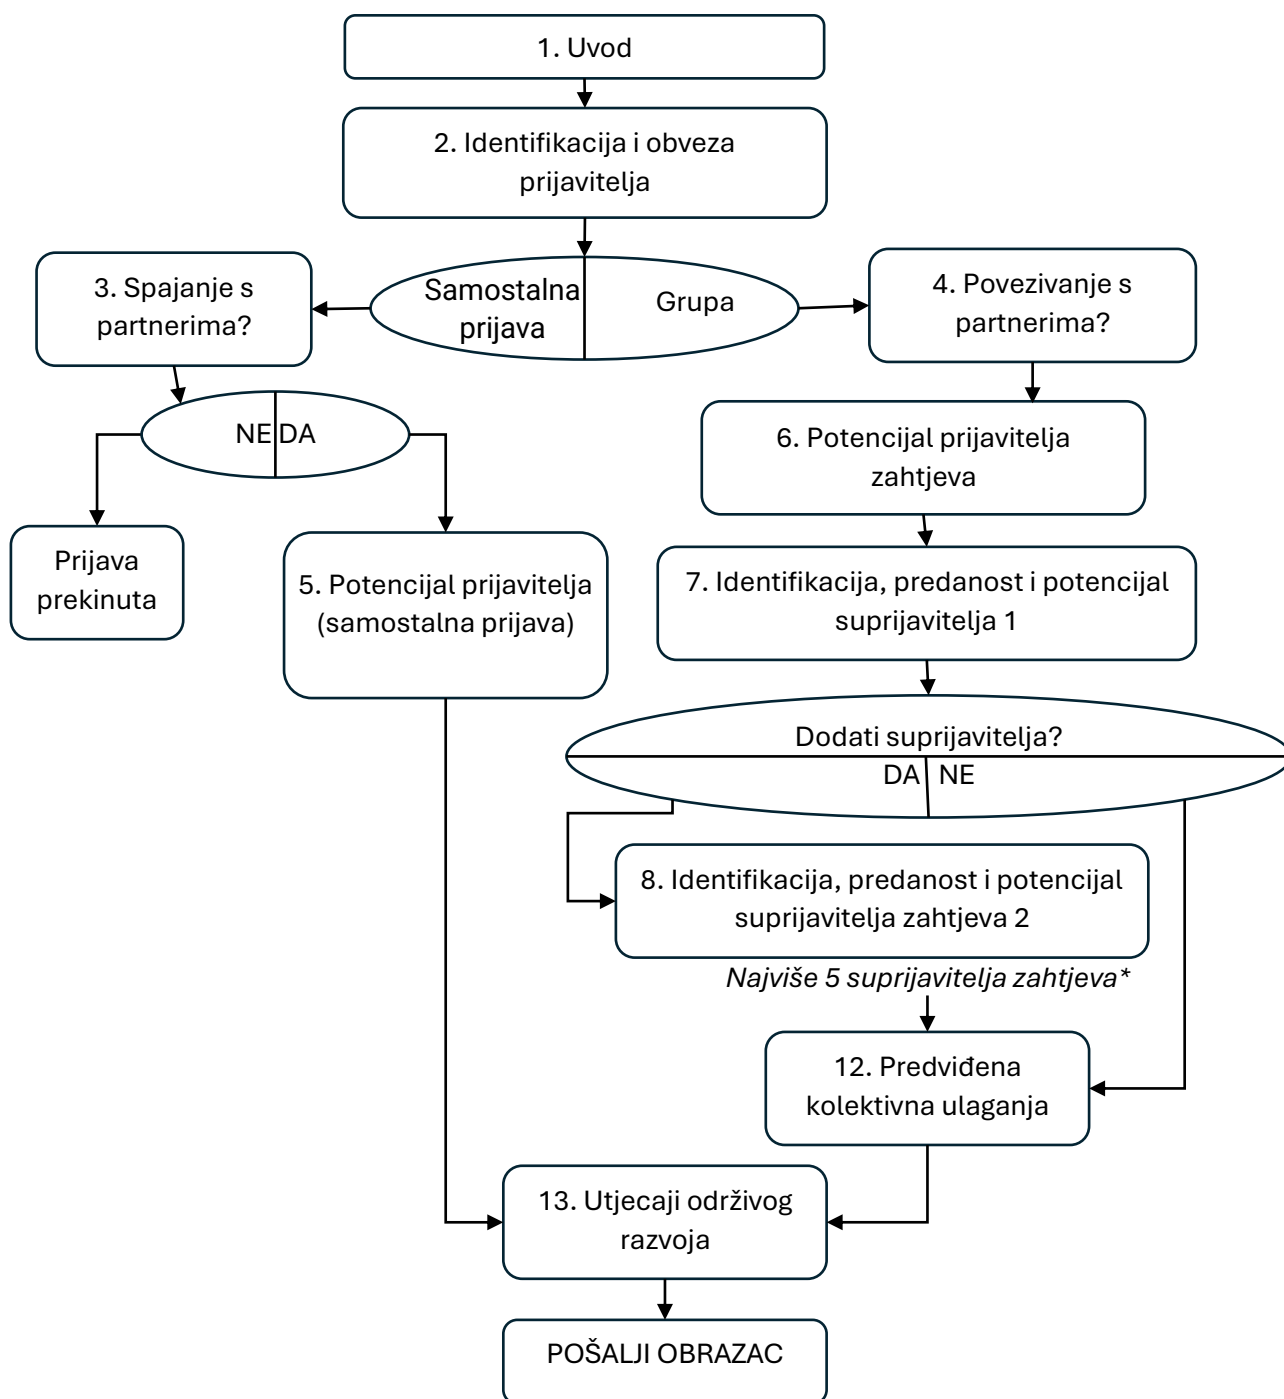 1. Uvod
2. Identifikacija i obveza
prijavitelja
3. Spajanje s
partnerima?
Samostalna
prijava
Grupa
4. Povezivanje s
partnerima?
NE DA
6. Potencijal prijavitelja
zahtjeva
Prijava
prekinuta
5. Potencijal prijavitelja
(samostalna prijava)
7. Identifikacija, predanost i potencijal
suprijavitelja 1
Dodati suprijavitelja?
DA NE
8. Identifikacija, predanost i potencijal
suprijavitelja zahtjeva 2
Najviše 5 suprijavitelja zahtjeva*
12. Predviđena
kolektivna ulaganja
13. Utjecaji održivog
razvoja
POŠALJI OBRAZAC